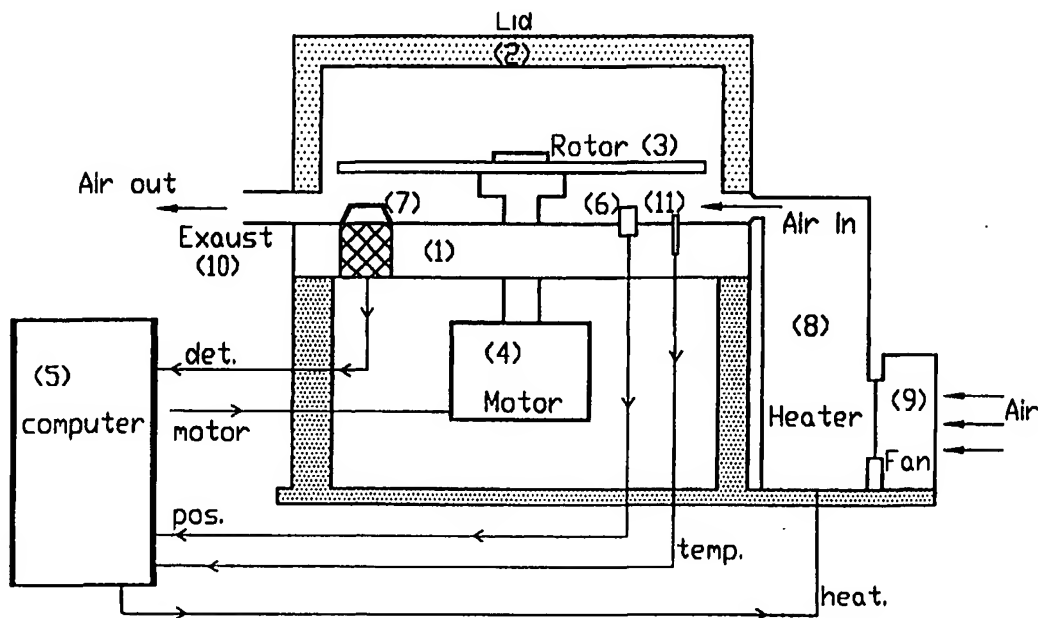 Lid
(2)
Rotor (3)
Air out
(7)
(6)
(11)
Air In
Exaust
(10)
(1)
(8)
(4)
Motor
(5)
computer
det.
motor
Heater
(9)
Air
Fan
pos.
temp.
heat.